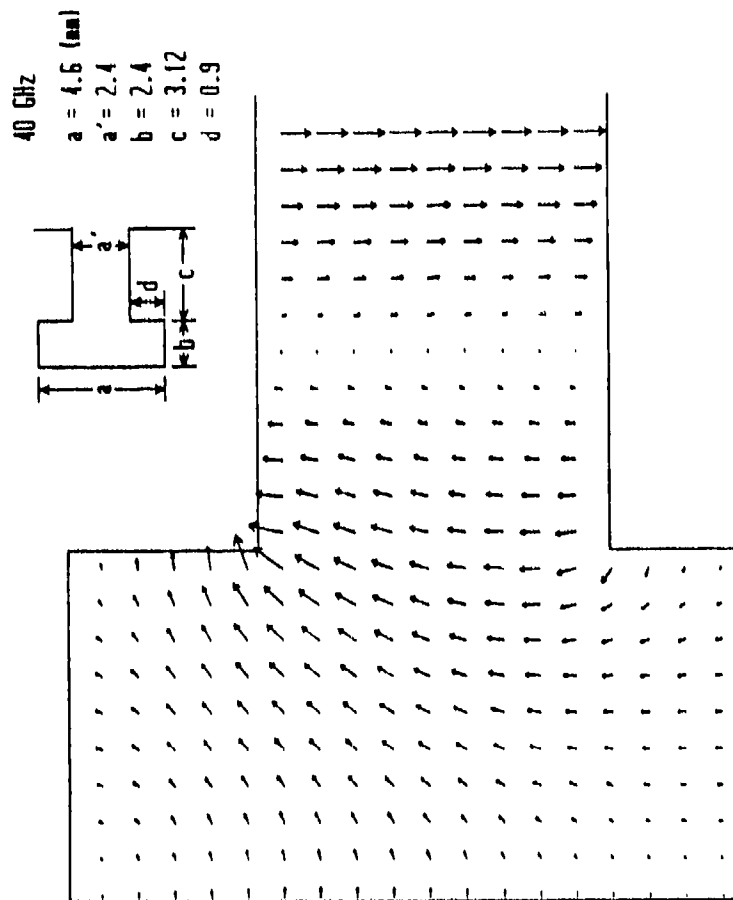 40 GHz
a = 4.6 (mm)
a' = 2.4
b = 2.4
c = 3.12
d = 0.9
a
a'
b
c
d